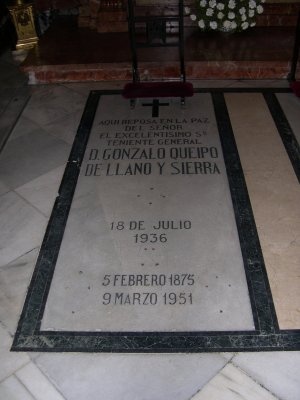 AQUI REPOSA EN LA PAZ
DEL SEÑOR
EL EXCELENTISIMO Sr
TENIENTE GENERAL
D. GONZALO QUEIPO
DE LLANO Y SIERRA
18 DE JULIO
1936
5 FEBRERO 1875
9 MARZO 1951